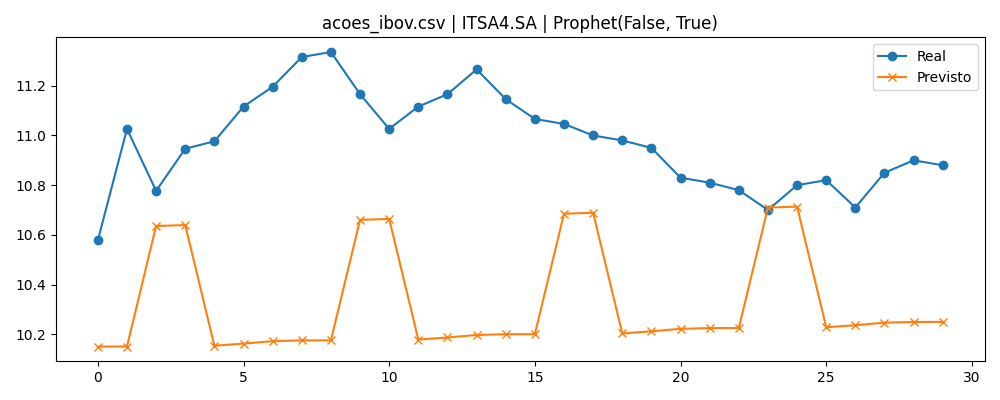 acoes_ibov.csv | ITSA4.SA | Prophet(False, True)
Real
Previsto
11.2
11.0
10.8
10.6
10.4
10.2
0 5 10 15 20 25 30